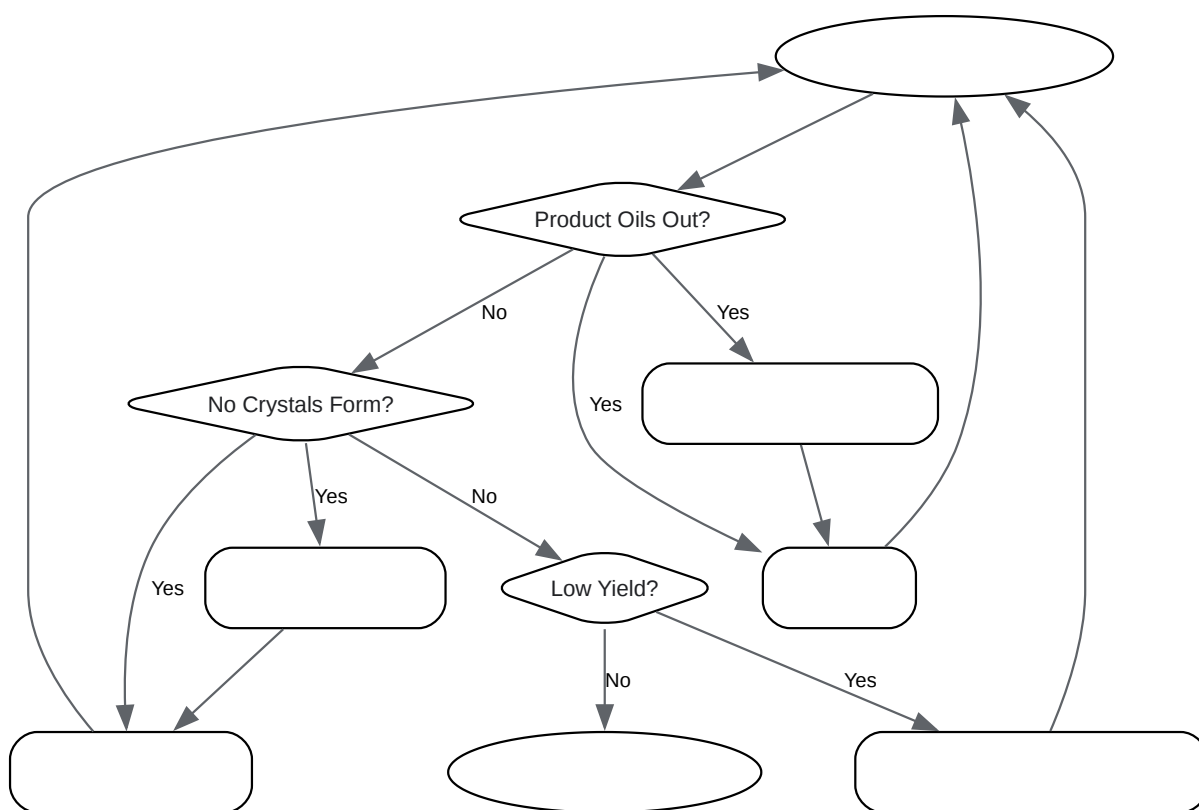 Product Oils Out?
No
Yes
No Crystals Form?
Yes
Yes
No
Yes
Low Yield?
No
Yes